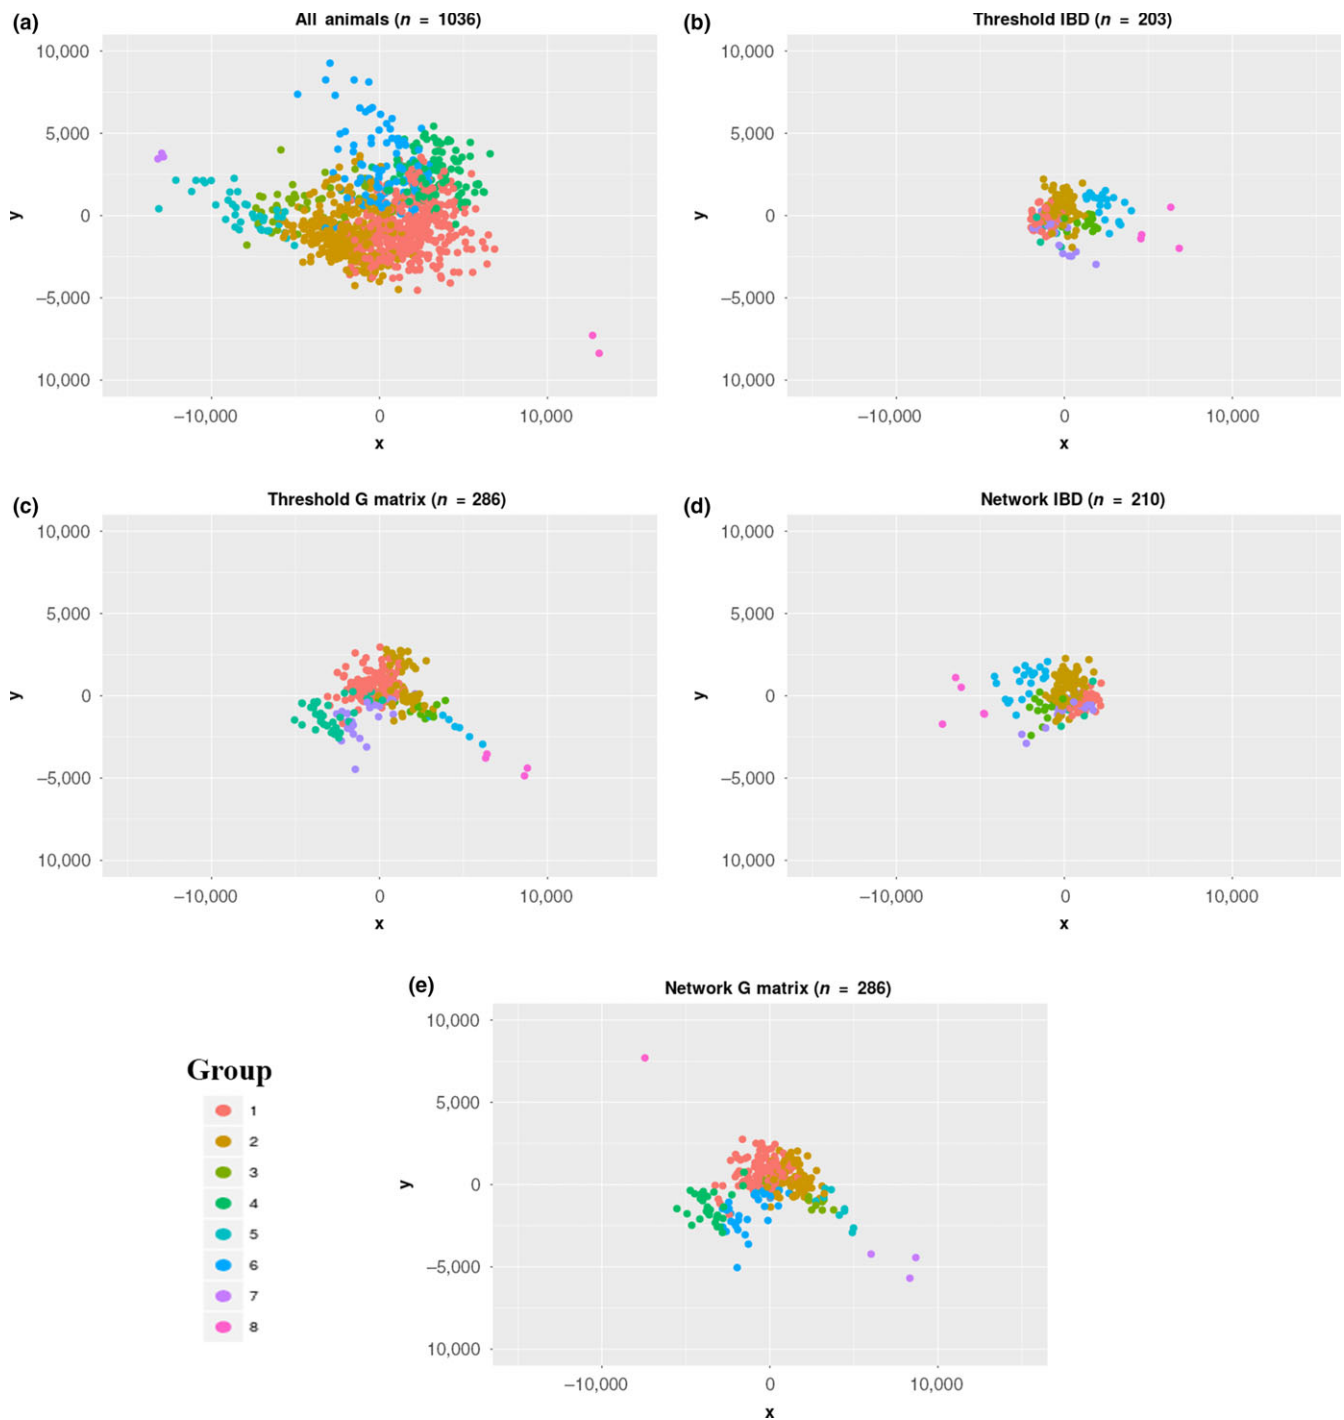 (a)
All animals (n = 1036)
10,000
5,000
0
−5,000
10,000
y
−10,000
0
10,000
x
(b)
Threshold IBD (n = 203)
10,000
5,000
0
−5,000
10,000
y
−10,000
0
10,000
x
(c)
Threshold G matrix (n = 286)
10,000
5,000
0
−5,000
10,000
y
−10,000
0
10,000
x
(d)
Network IBD (n = 210)
10,000
5,000
0
−5,000
10,000
y
−10,000
0
10,000
x
(e)
Network G matrix (n = 286)
10,000
5,000
0
−5,000
10,000
y
−10,000
0
10,000
x
Group
1
2
3
4
5
6
7
8